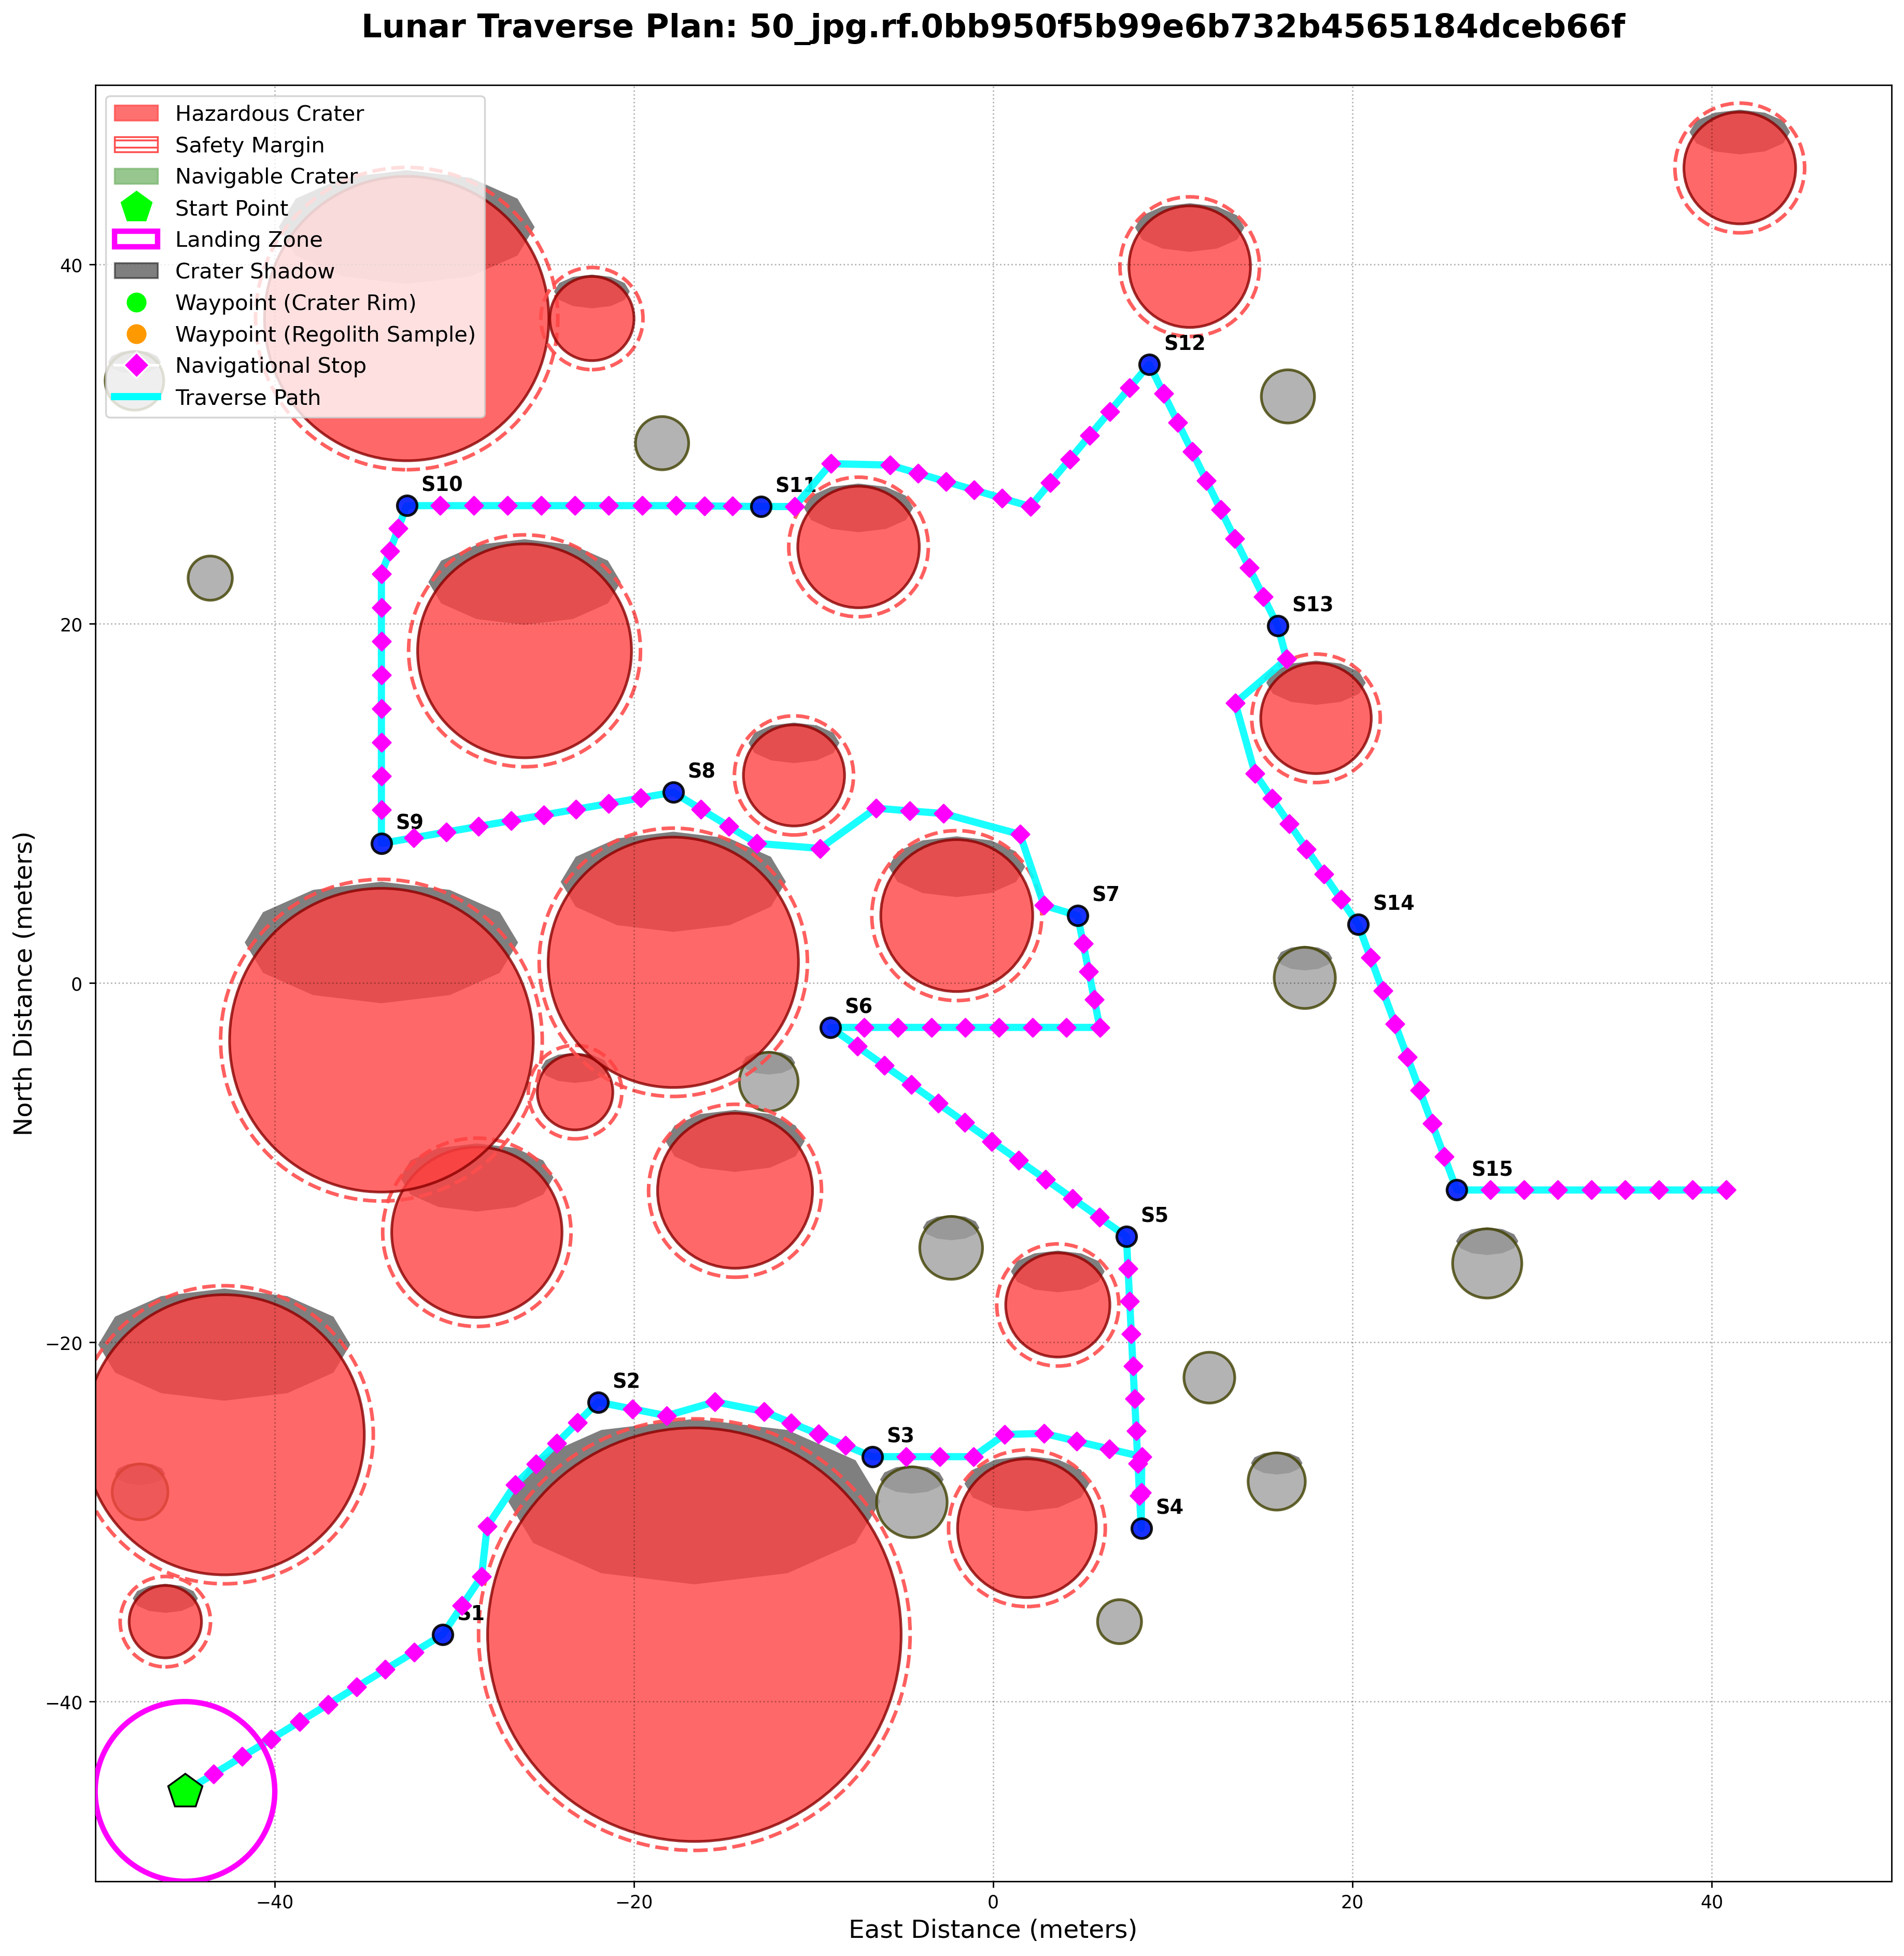 Lunar Traverse Plan: 50_jpg.rf.0bb950f5b99e6b732b4565184dceb66f
Hazardous Crater
Safety Margin
Navigable Crater
Start Point
Landing Zone
Crater Shadow
Waypoint (Crater Rim)
Waypoint (Regolith Sample)
Navigational Stop
Traverse Path
S12
S10
S11
S13
S8
S9
S7
S14
S6
S15
S5
S2
S3
S4
S1
40
20
0
−20
−40
North Distance (meters)
−40
−20
0
20
40
East Distance (meters)